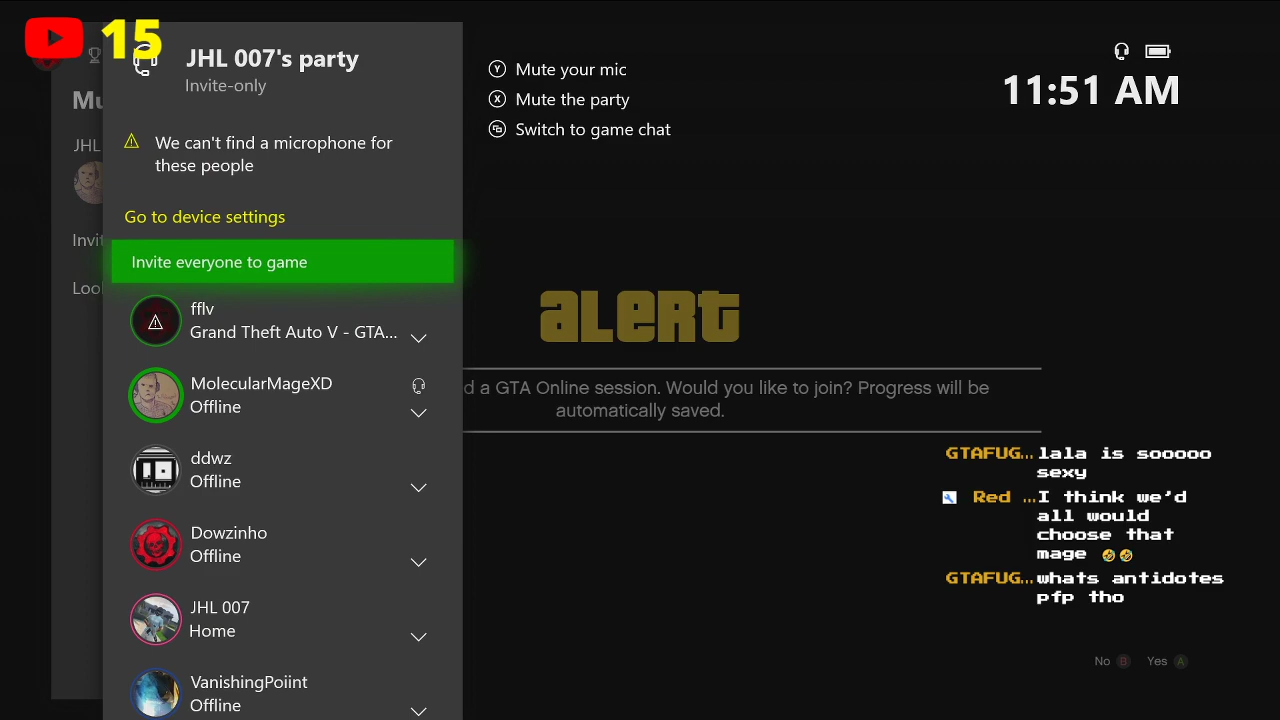 15
JHL 007's party
Invite-only
We can't find a microphone for
these people
Go to device settings
Invite everyone to game
fflv
Grand Theft Auto V - GTA...
MolecularMageXD
Offline
ddwz
Offline
Dowzinho
Offline
JHL 007
Home
VanishingPoiint
Offline
Mu
JHL
Invit
Lool
Y Mute your mic
X Mute the party
Switch to game chat
11:51 AM
alert
d a GTA Online session. Would you like to join? Progress will be
automatically saved.
GTAFUG... lala is sooooo
sexy
Red ... I think we'd
all would
choose that
mage 🤣🤣
GTAFUG... whats antidotes
pfp tho
No B Yes A